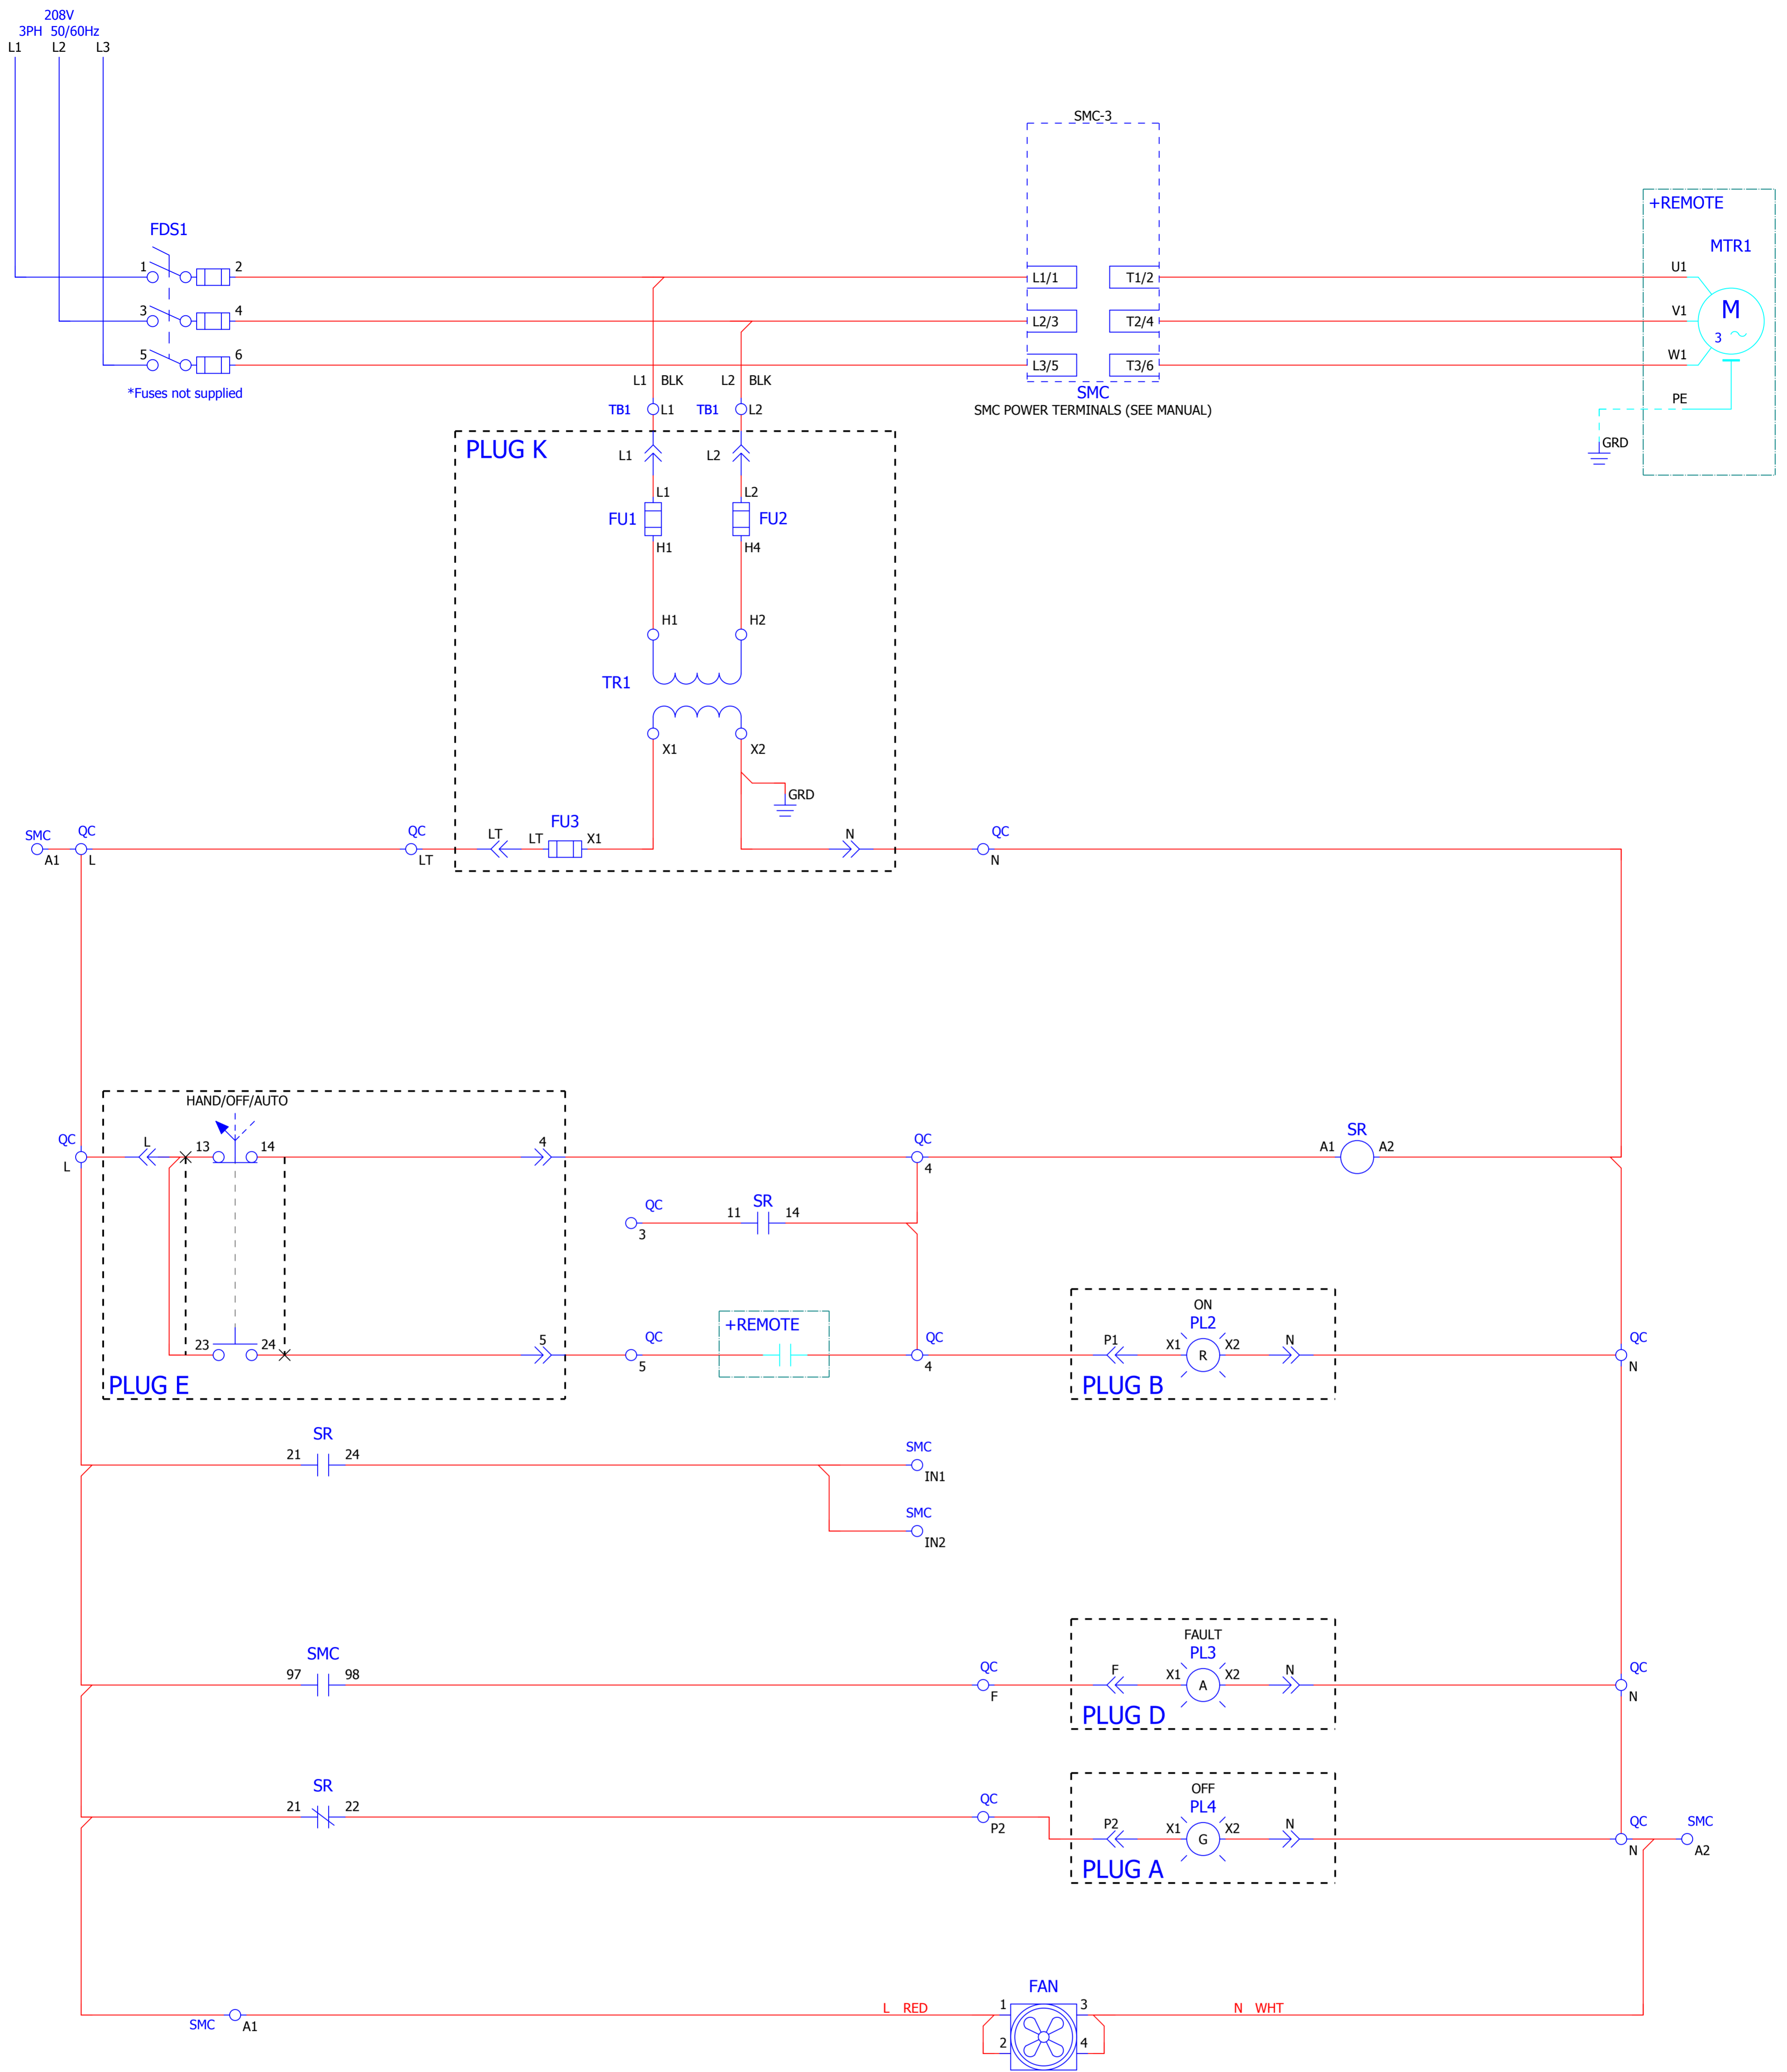 208V
3PH 50/60Hz
L1 L2 L3
SMC-3
+REMOTE
MTR1
FDS1
1 2 L1/1 T1/2 U1
3 4 L2/3 T2/4 V1 M
3
5 6 L3/5 T3/6 W1
*Fuses not supplied
L1 BLK L2 BLK
SMC
SMC POWER TERMINALS (SEE MANUAL)
PE
TB1 L1 TB1 L2
GRD
PLUG K
L1 L2
L1 L2
FU1 FU2
H1 H4
H1 H2
TR1
X1 X2
GRD
SMC QC QC LT LT FU3 X1 N QC
A1 L LT N
HAND/OFF/AUTO
QC L 13 14 4 QC A1 SR A2
L 4
QC 11 SR 14
3
ON
+REMOTE
PL2
23 24 5 QC QC P1 X1 R X2 N QC
5 4 N
PLUG E PLUG B
SR SMC
21 24
IN1
SMC
IN2
FAULT
SMC PL3
97 98 QC F X1 A X2 N QC
F N
PLUG D
SR OFF
21 22 QC PL4
P2 P2 X1 G X2 N QC SMC
N A2
PLUG A
FAN
L RED 1 3 N WHT
SMC A1
2 4